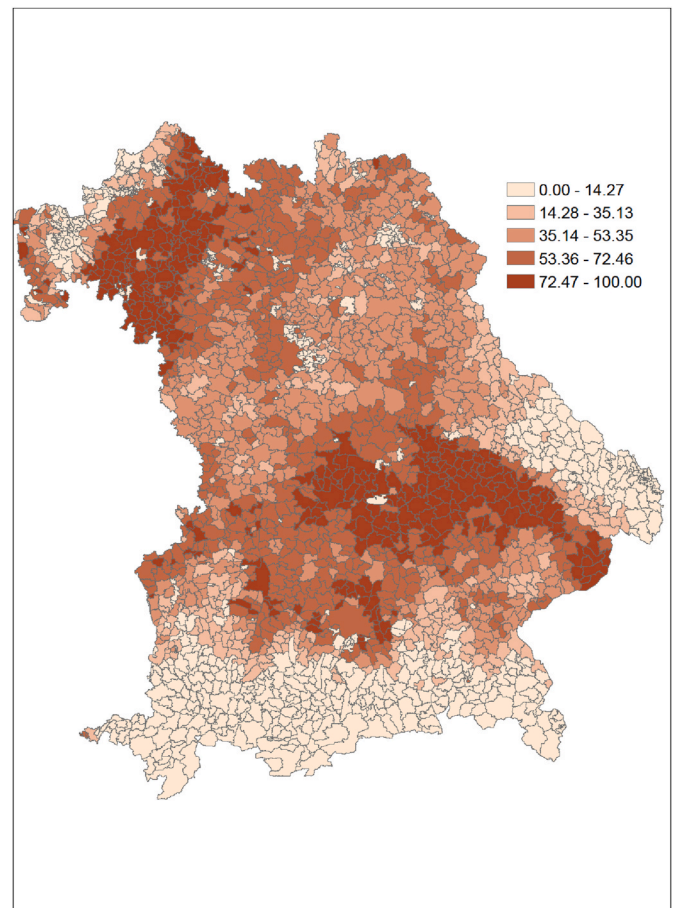 0.00 - 14.27
14.28 - 35.13
35.14 - 53.35
53.36 - 72.46
72.47 - 100.00